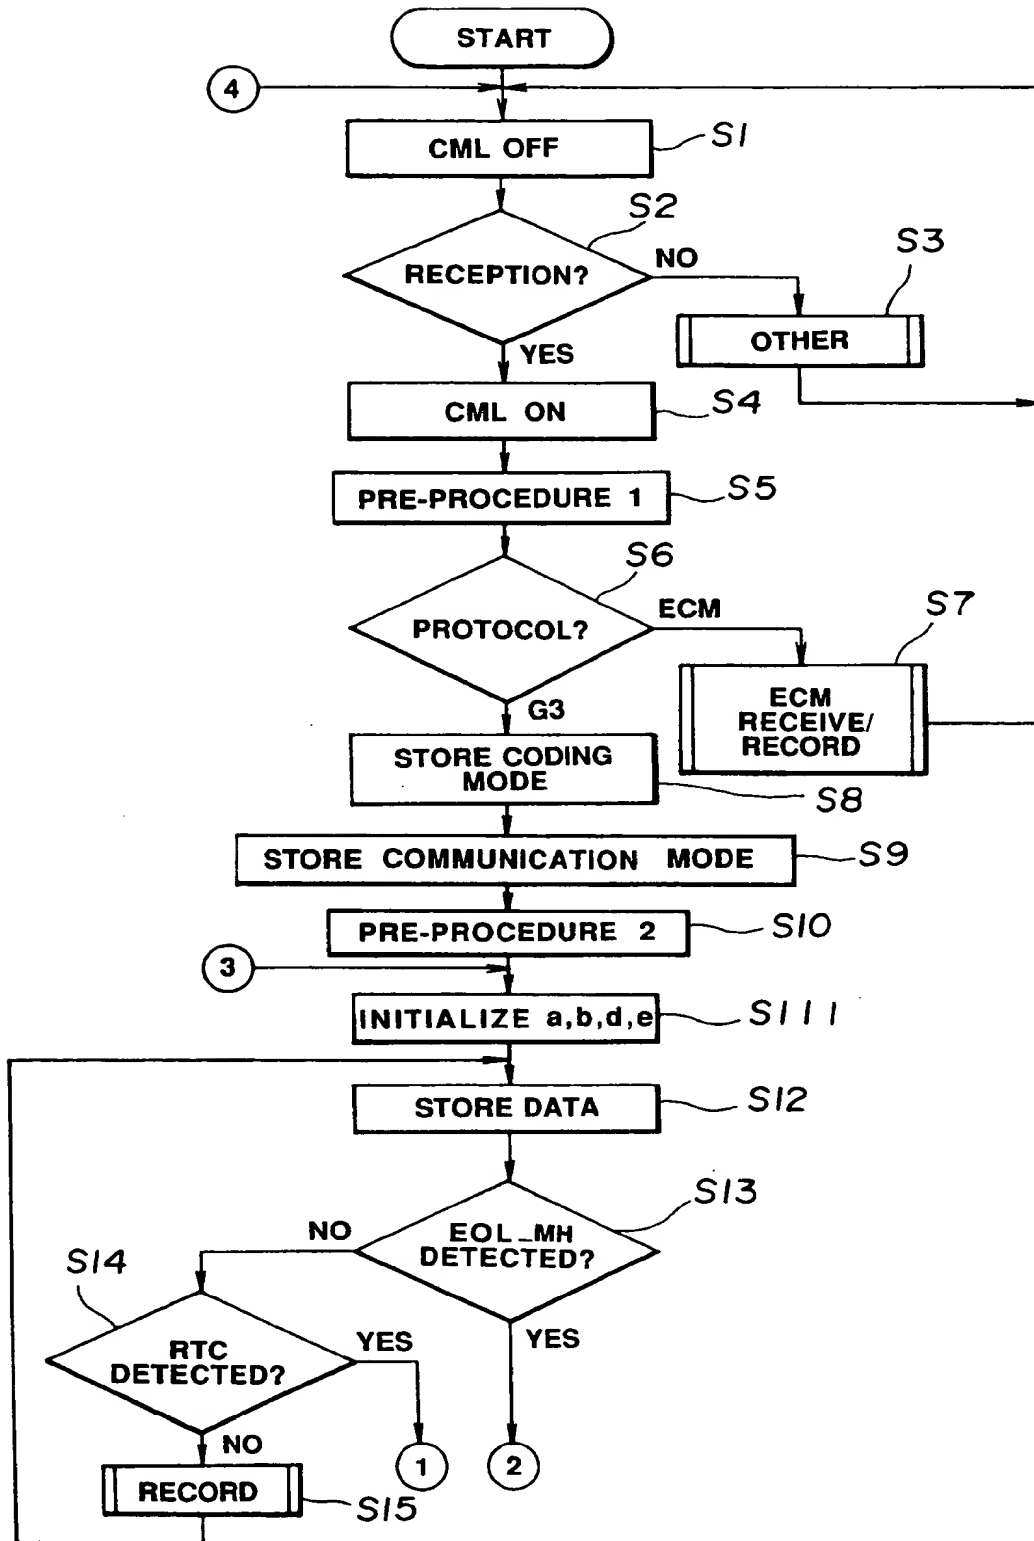 START
4
CML OFF
S1
S2
RECEPTION?
NO
S3
OTHER
YES
CML ON
S4
PRE-PROCEDURE 1
S5
S6
PROTOCOL?
ECM
S7
ECM
RECEIVE/
RECORD
G3
STORE CODING
MODE
S8
STORE COMMUNICATION MODE
S9
PRE-PROCEDURE 2
S10
3
INITIALIZE a,b,d,e
S111
STORE DATA
S12
S13
EOL_MH
DETECTED?
NO
S14
RTC
DETECTED?
YES
YES
NO
1
2
RECORD
S15